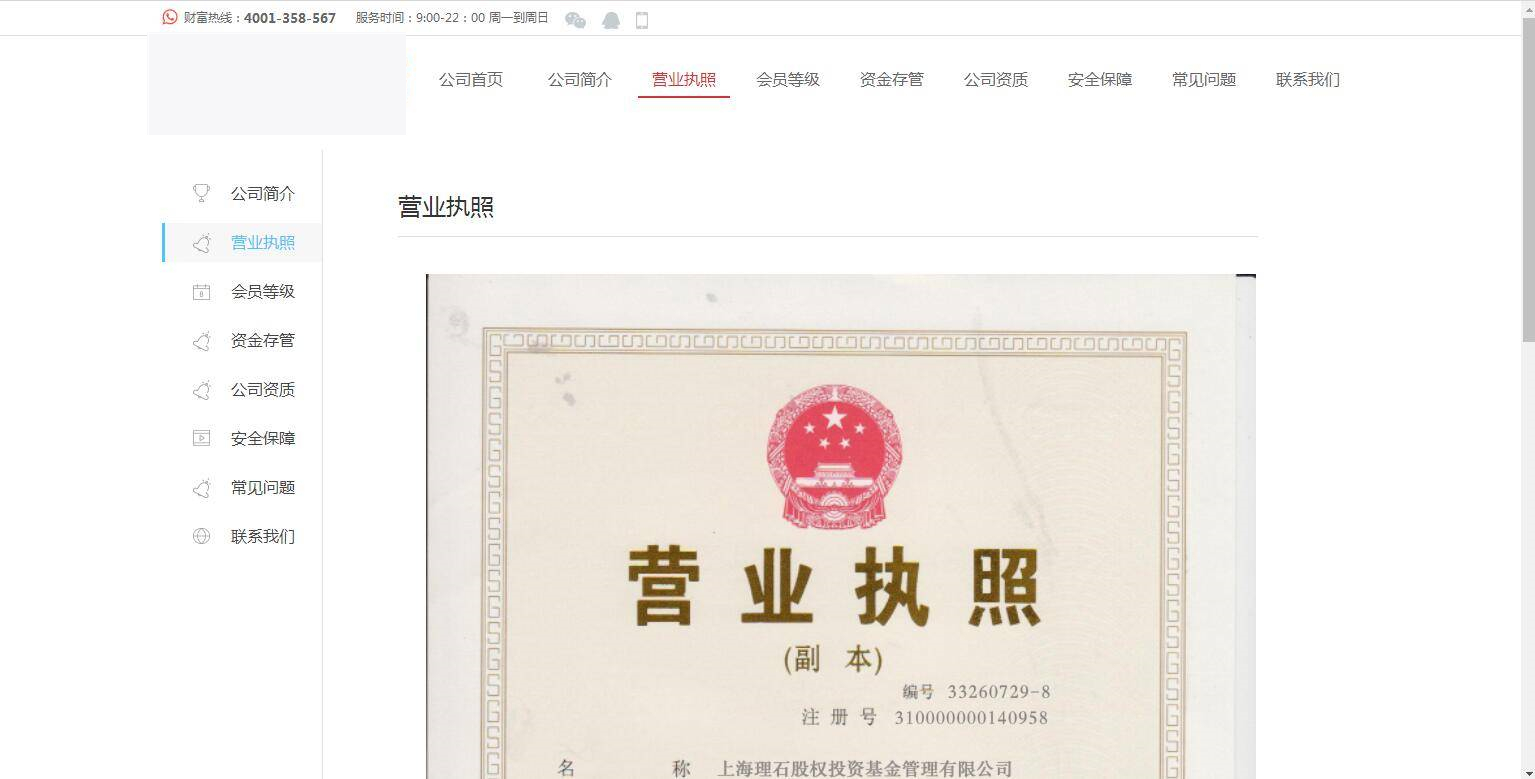 财富热线：4001-358-567 服务时间：9:00-22：00 周一到周日
公司首页 公司简介 营业执照 会员等级 资金存管 公司资质 安全保障 常见问题 联系我们
公司简介
营业执照
会员等级
资金存管
公司资质
安全保障
常见问题
联系我们
营业执照
营业执照
(副 本)
编号 33260729-8
注 册 号 310000000140958
名 称 上海理石股权投资基金管理有限公司